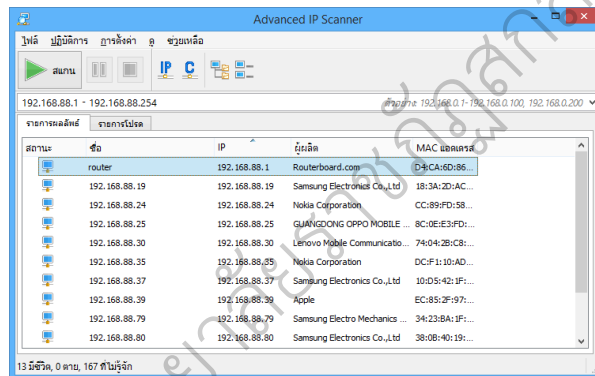 Advanced IP Scanner
ไฟล์ ปฏิบัติการ การตั้งค่า ดู ช่วยเหลือ
สแกน IP C
192.168.88.1 - 192.168.88.254 ตัวอย่าง: 192.168.0.1-192.168.0.100, 192.168.0.200
รายการผลลัพธ์ รายการโปรด
สถานะ ชื่อ IP ผู้ผลิต MAC แอดเดรส
router 192.168.88.1 Routerboard.com D4:CA:6D:86...
192.168.88.19 192.168.88.19 Samsung Electronics Co.,Ltd 18:3A:2D:AC...
192.168.88.24 192.168.88.24 Nokia Corporation CC:89:FD:58...
192.168.88.25 192.168.88.25 GUANGDONG OPPO MOBILE ... 8C:0E:E3:FD:...
192.168.88.30 192.168.88.30 Lenovo Mobile Communicatio... 74:04:2B:C8:...
192.168.88.35 192.168.88.35 Nokia Corporation DC:F1:10:AD...
192.168.88.37 192.168.88.37 Samsung Electronics Co.,Ltd 10:D5:42:1F:...
192.168.88.39 192.168.88.39 Apple EC:85:2F:97:...
192.168.88.79 192.168.88.79 Samsung Electro Mechanics ... 34:23:BA:1F:...
192.168.88.80 192.168.88.80 Samsung Electronics Co.,Ltd 38:0B:40:19:...
13 มีชีวิต, 0 ตาย, 167 ที่ไม่รู้จัก